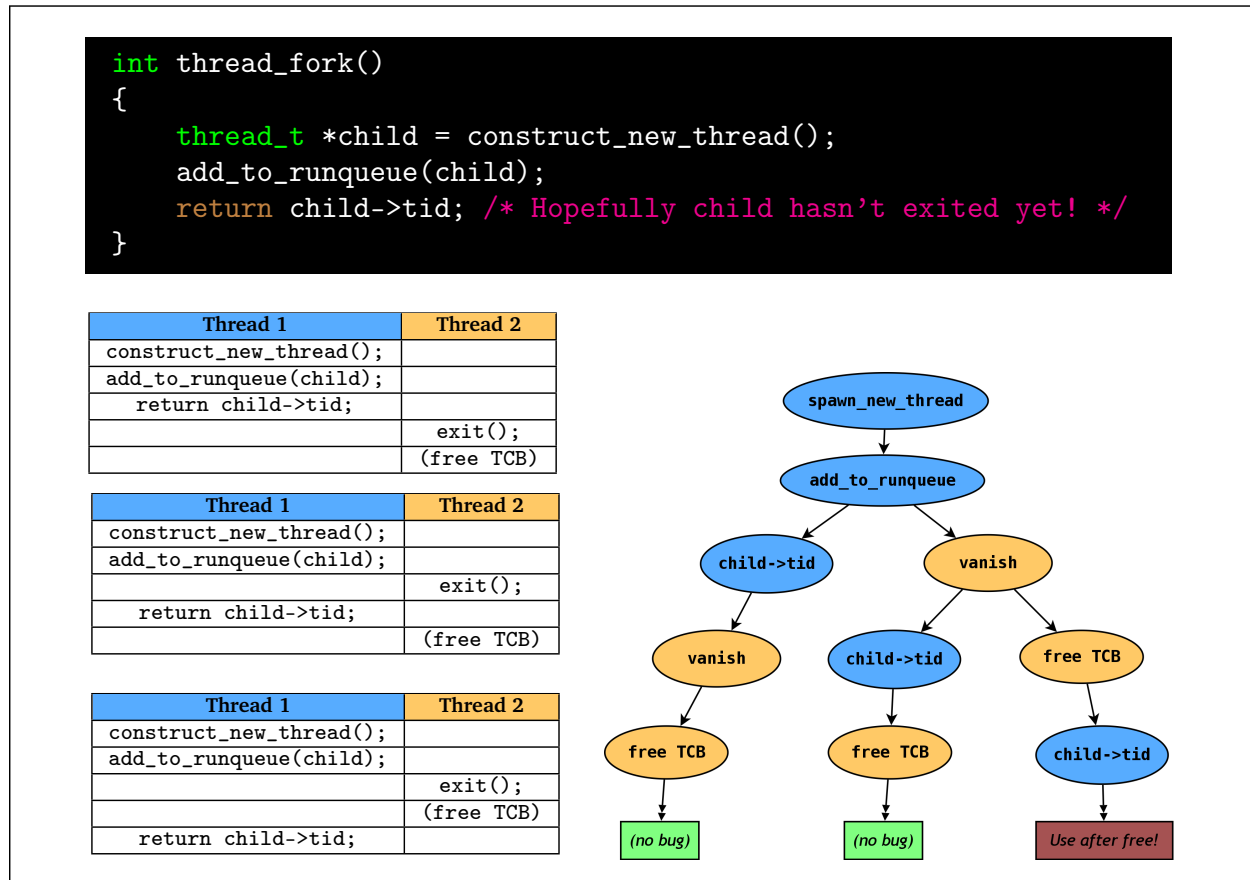 int thread_fork()
{
    thread_t *child = construct_new_thread();
    add_to_runqueue(child);
    return child->tid; /* Hopefully child hasn't exited yet! */
}
Thread 1 Thread 2
construct_new_thread();
add_to_runqueue(child);
return child->tid;
exit();
(free TCB)
Thread 1 Thread 2
construct_new_thread();
add_to_runqueue(child);
exit();
return child->tid;
(free TCB)
Thread 1 Thread 2
construct_new_thread();
add_to_runqueue(child);
exit();
(free TCB)
return child->tid;
spawn_new_thread
add_to_runqueue
child->tid vanish
vanish child->tid free TCB
free TCB free TCB child->tid
(no bug) (no bug) Use after free!